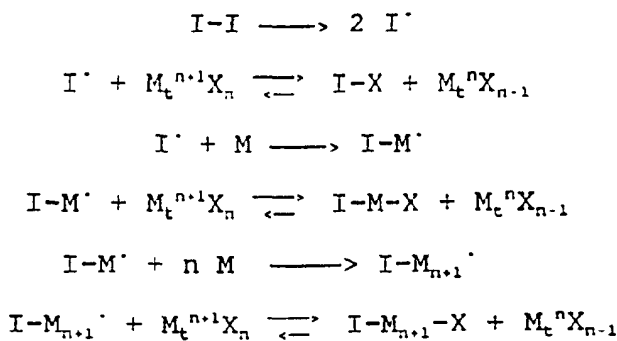 I-I ⟶ 2 I˙
I˙ + Mₜⁿ⁺¹Xₙ ⇌ I-X + MₜⁿXₙ₋₁
I˙ + M ⟶ I-M˙
I-M˙ + Mₜⁿ⁺¹Xₙ ⇌ I-M-X + MₜⁿXₙ₋₁
I-M˙ + n M ⟶ I-Mₙ₊₁˙
I-Mₙ₊₁˙ + Mₜⁿ⁺¹Xₙ ⇌ I-Mₙ₊₁-X + MₜⁿXₙ₋₁